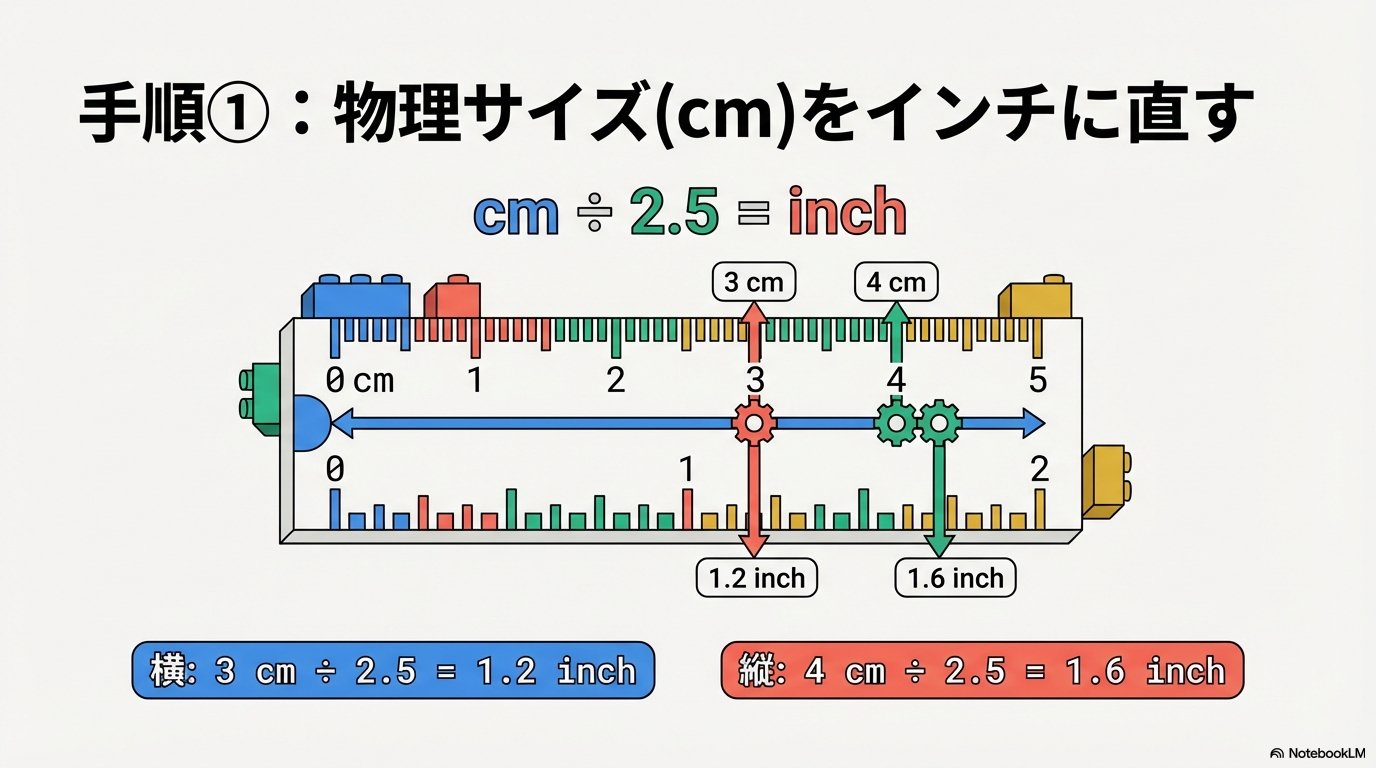 手順①：物理サイズ(cm)をインチに直す
cm ÷ 2.5 = inch
3 cm 4 cm
0 cm 1 2 3 4 5
0 1 2
1.2 inch 1.6 inch
横: 3 cm ÷ 2.5 = 1.2 inch
縦: 4 cm ÷ 2.5 = 1.6 inch
NotebookLM